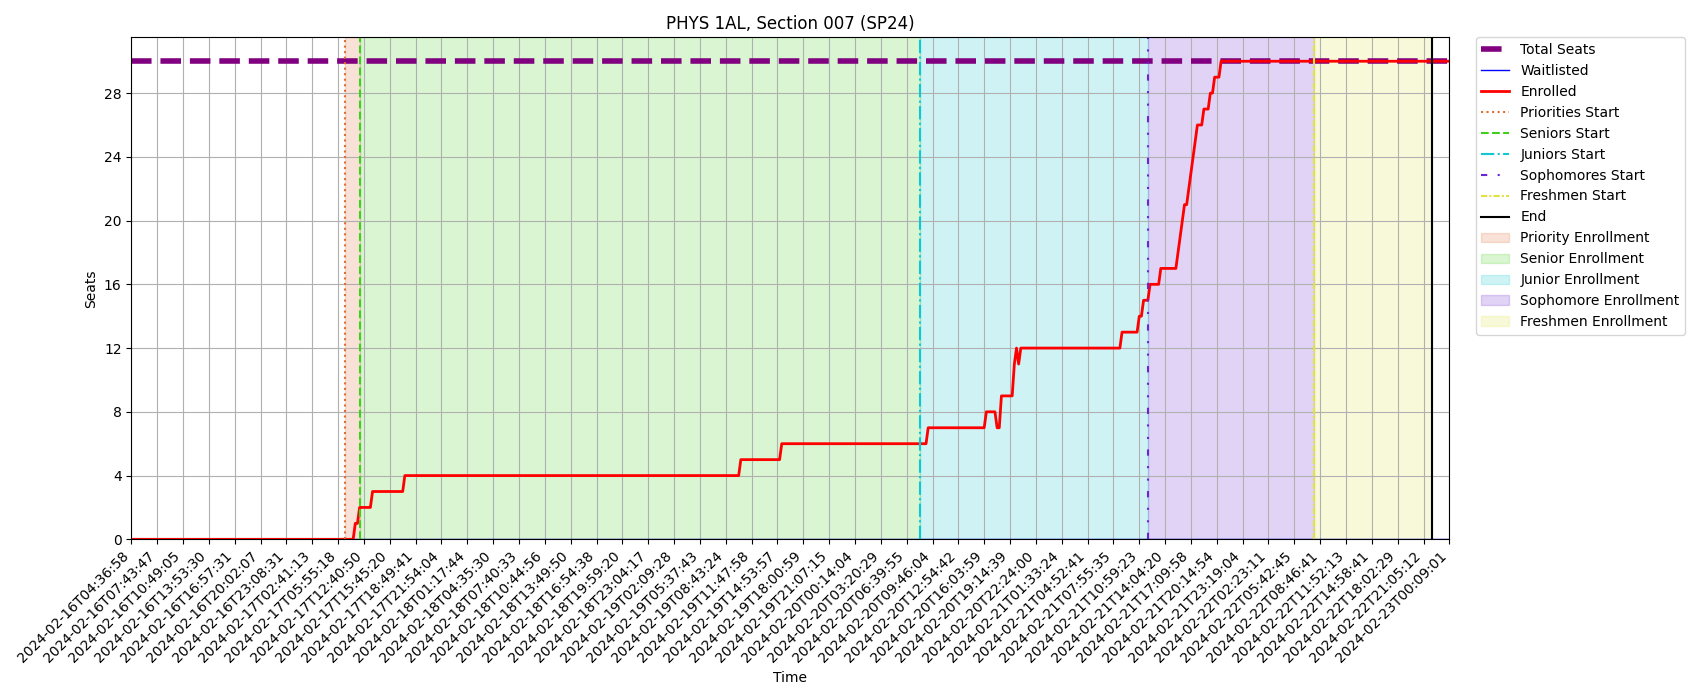 PHYS 1AL, Section 007 (SP24)
Total Seats
Waitlisted
Enrolled
Priorities Start
Seniors Start
Juniors Start
Sophomores Start
Freshmen Start
End
Priority Enrollment
Senior Enrollment
Junior Enrollment
Sophomore Enrollment
Freshmen Enrollment
Seats
28
24
20
16
12
8
4
0
2024-02-16T04:36:58
2024-02-16T07:43:47
2024-02-16T10:49:05
2024-02-16T13:53:30
2024-02-16T16:57:31
2024-02-16T20:02:07
2024-02-16T23:08:31
2024-02-17T02:41:13
2024-02-17T05:55:18
2024-02-17T12:40:50
2024-02-17T15:45:20
2024-02-17T18:49:41
2024-02-17T21:54:04
2024-02-18T01:17:44
2024-02-18T04:35:30
2024-02-18T07:40:33
2024-02-18T10:44:56
2024-02-18T13:49:50
2024-02-18T16:54:38
2024-02-18T19:59:20
2024-02-18T23:04:17
2024-02-19T02:09:28
2024-02-19T05:37:43
2024-02-19T08:43:24
2024-02-19T11:47:58
2024-02-19T14:53:57
2024-02-19T18:00:59
2024-02-19T21:07:15
2024-02-20T00:14:04
2024-02-20T03:20:29
2024-02-20T06:39:55
2024-02-20T09:46:04
2024-02-20T12:54:42
2024-02-20T16:03:59
2024-02-20T19:14:39
2024-02-20T22:24:00
2024-02-21T01:33:24
2024-02-21T04:52:41
2024-02-21T07:55:35
2024-02-21T10:59:23
2024-02-21T14:04:20
2024-02-21T17:09:58
2024-02-21T20:14:54
2024-02-21T23:19:04
2024-02-22T02:23:11
2024-02-22T05:42:45
2024-02-22T08:46:41
2024-02-22T11:52:13
2024-02-22T14:58:41
2024-02-22T18:02:29
2024-02-22T21:05:12
2024-02-23T00:09:01
Time